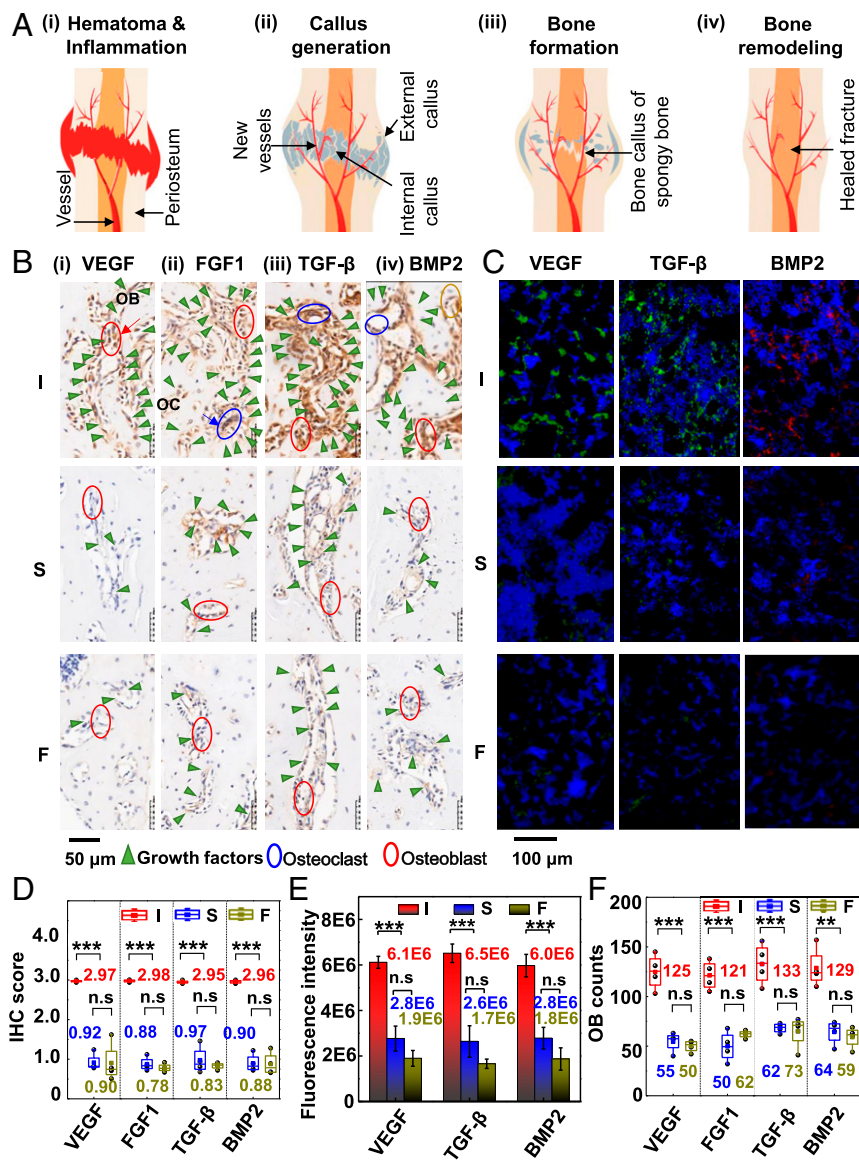 A (i) Hematoma & Inflammation (ii) Callus generation (iii) Bone formation (iv) Bone remodeling
Vessel
Periosteum
New vessels
Internal callus
External callus
Bone callus of spongy bone
Healed fracture
B (i) VEGF (ii) FGF1 (iii) TGF-β (iv) BMP2
OB
OC
I
S
F
50 μm Growth factors Osteoclast Osteoblast
C VEGF TGF-β BMP2
I
S
F
100 μm
D
I S F
IHC score
4.0
3.0
2.0
1.0
0.0
*** *** *** ***
2.97 2.98 2.95 2.96
n.s n.s
0.92 0.88 0.97 0.90
0.90 0.78 0.83 0.88
VEGF FGF1 TGF-β BMP2
E
I S F
Fluorescence intensity
8E6
6E6
4E6
2E6
0
*** *** ***
6.1E6 6.5E6 6.0E6
n.s n.s n.s
2.8E6 2.6E6 2.8E6
1.9E6 1.7E6 1.8E6
VEGF TGF-β BMP2
F
I S F
OB counts
200
150
100
50
0
*** *** *** **
125 121 133 129
n.s n.s
55 50 50 62 62 73 64 59
VEGF FGF1 TGF-β BMP2